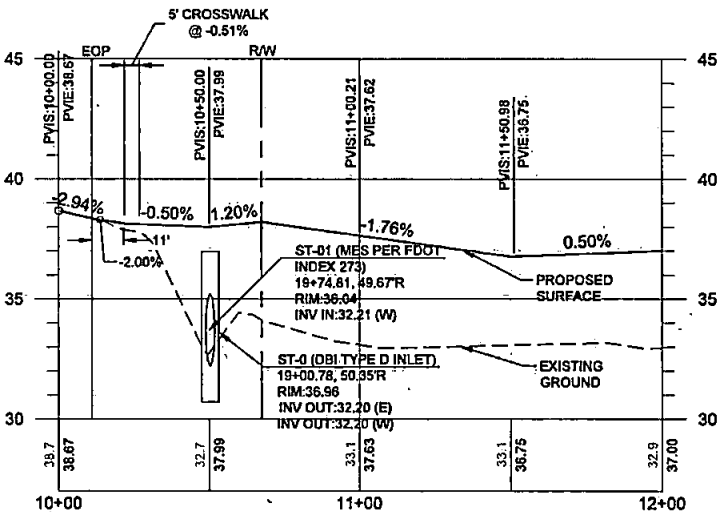 5' CROSSWALK
@ -0.51%
EOP
R/W
45
45
PVIS:10+00.00
PVIE:38.67
PVIS:10+50.00
PVIE:37.99
PVIS:11+00.21
PVIE:37.62
PVIS:11+50.98
PVIE:36.75
40
40
-2.94%
-0.50%
1.20%
-1.76%
0.50%
11'
-2.00%
ST-01 (MES PER FDOT
INDEX 273)
19+74.81, 49.67'R
RIM:36.04
INV IN:32.21 (W)
PROPOSED
SURFACE
35
35
ST-0 (DBI TYPE D INLET)
19+00.78, 50.35'R
RIM:36.96
INV OUT:32.20 (E)
INV OUT:32.20 (W)
EXISTING
GROUND
30
30
38.7
38.67
32.7
37.99
33.1
37.63
33.1
36.75
32.9
37.00
10+00
11+00
12+00